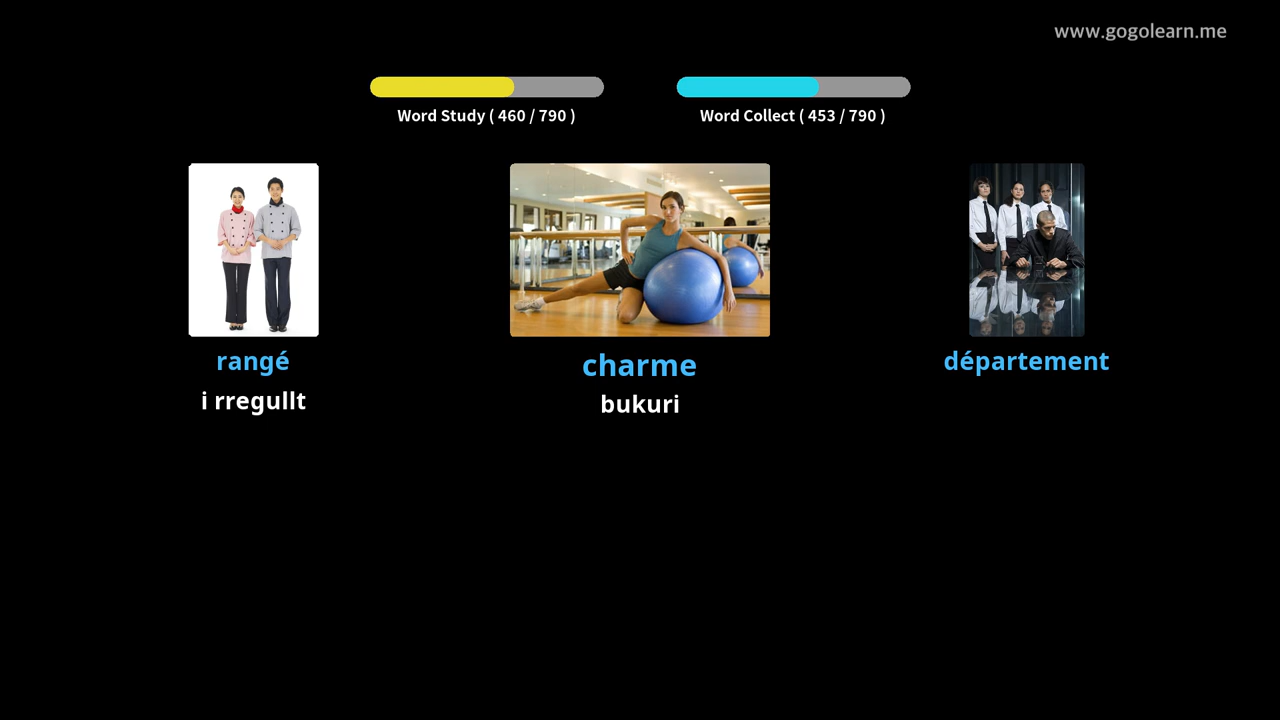 www.gogolearn.me
Word Study ( 460 / 790 )
Word Collect ( 453 / 790 )
rangé
charme
département
i rregullt
bukuri